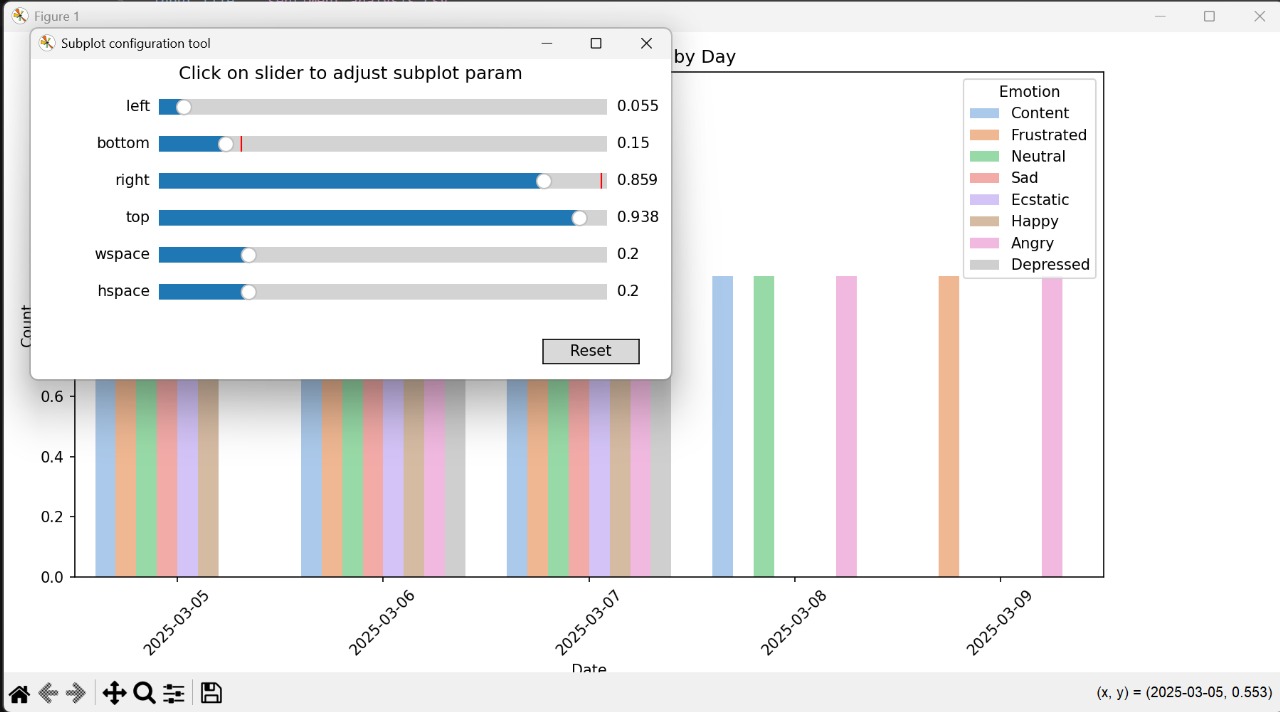 Figure 1
Subplot configuration tool
by Day
Click on slider to adjust subplot param
left 0.055
bottom 0.15
right 0.859
top 0.938
wspace 0.2
hspace 0.2
Reset
Emotion
Content
Frustrated
Neutral
Sad
Ecstatic
Happy
Angry
Depressed
Count
0.6
0.4
0.2
0.0
2025-03-05
2025-03-06
2025-03-07
2025-03-08
2025-03-09
Date
(x, y) = (2025-03-05, 0.553)